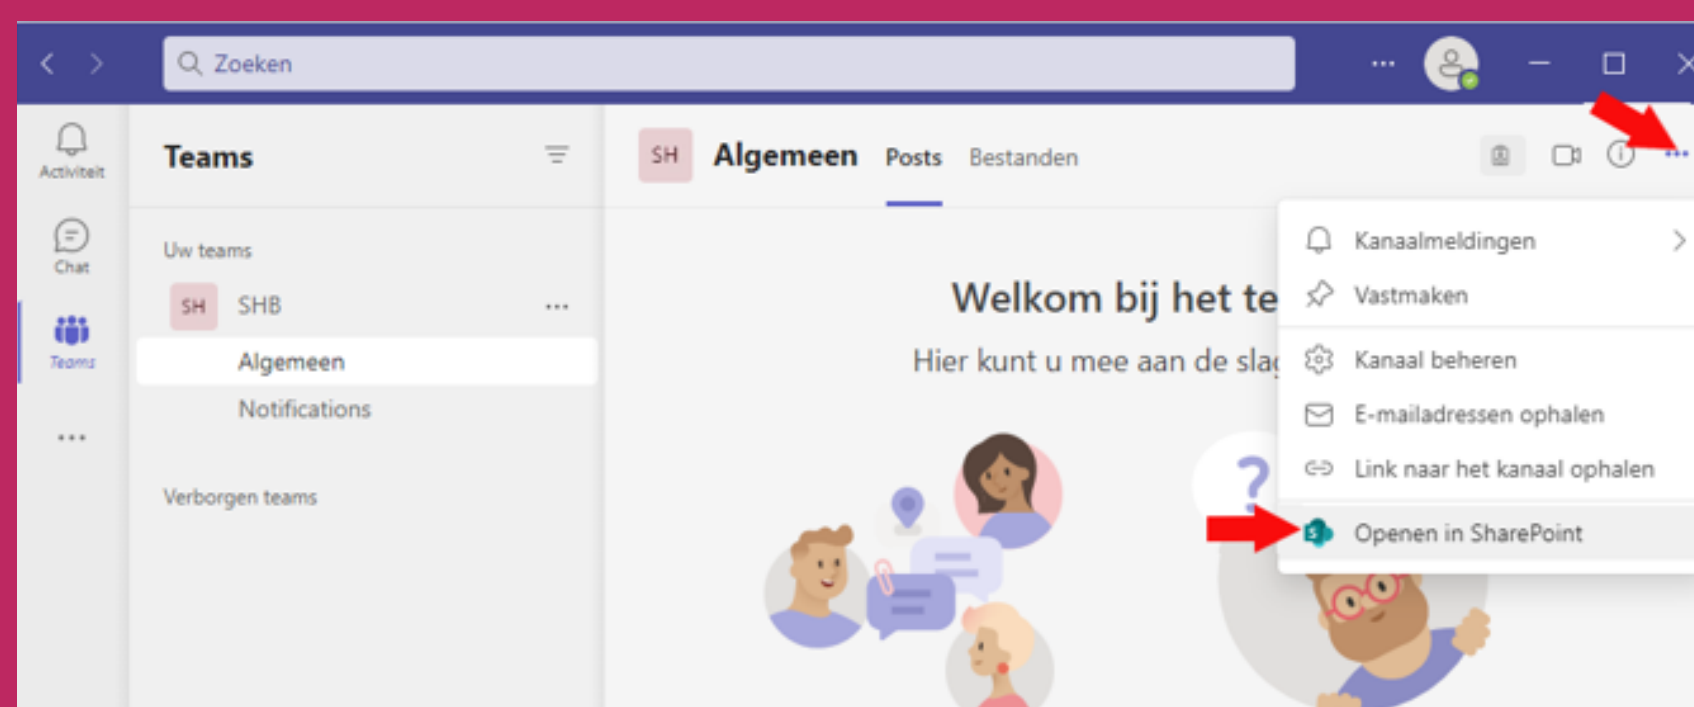 Zoeken
Activiteit
Chat
Teams
Teams
Uw teams
SH SHB
Algemeen
Notifications
Verborgen teams
SH Algemeen Posts Bestanden
Welkom bij het te
Hier kunt u mee aan de slag
?
Kanaalmeldingen
Vastmaken
Kanaal beheren
E-mailadressen ophalen
Link naar het kanaal ophalen
S Openen in SharePoint